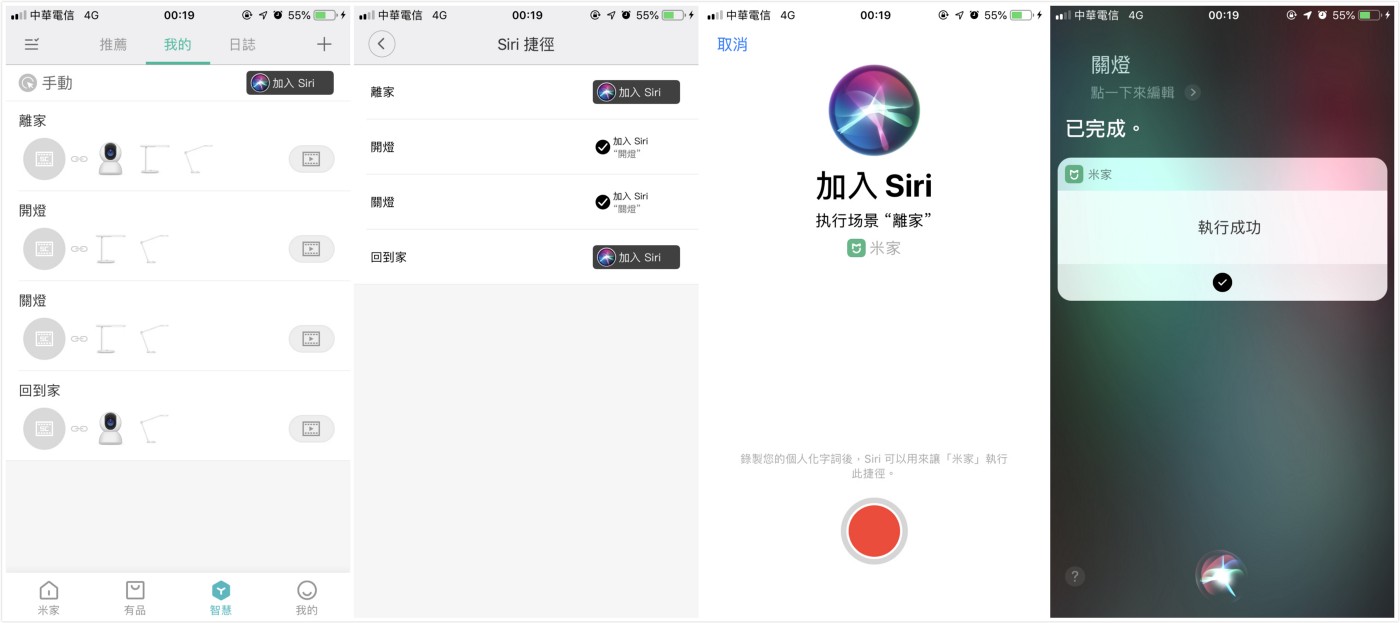 中華電信 4G 00:19 55%
推薦 我的 日誌
手動 加入 Siri
離家
開燈
關燈
回到家
米家 有品 智慧 我的
中華電信 4G 00:19 55%
Siri 捷徑
離家 加入 Siri
開燈 加入 Siri
“開燈”
關燈 加入 Siri
“關燈”
回到家 加入 Siri
中華電信 4G 00:19 55%
取消
加入 Siri
执行场景 “離家”
米家
錄製您的個人化字詞後，Siri 可以用來讓「米家」執行
此捷徑。
中華電信 4G 00:19 55%
關燈
點一下來編輯
已完成。
米家
執行成功
?